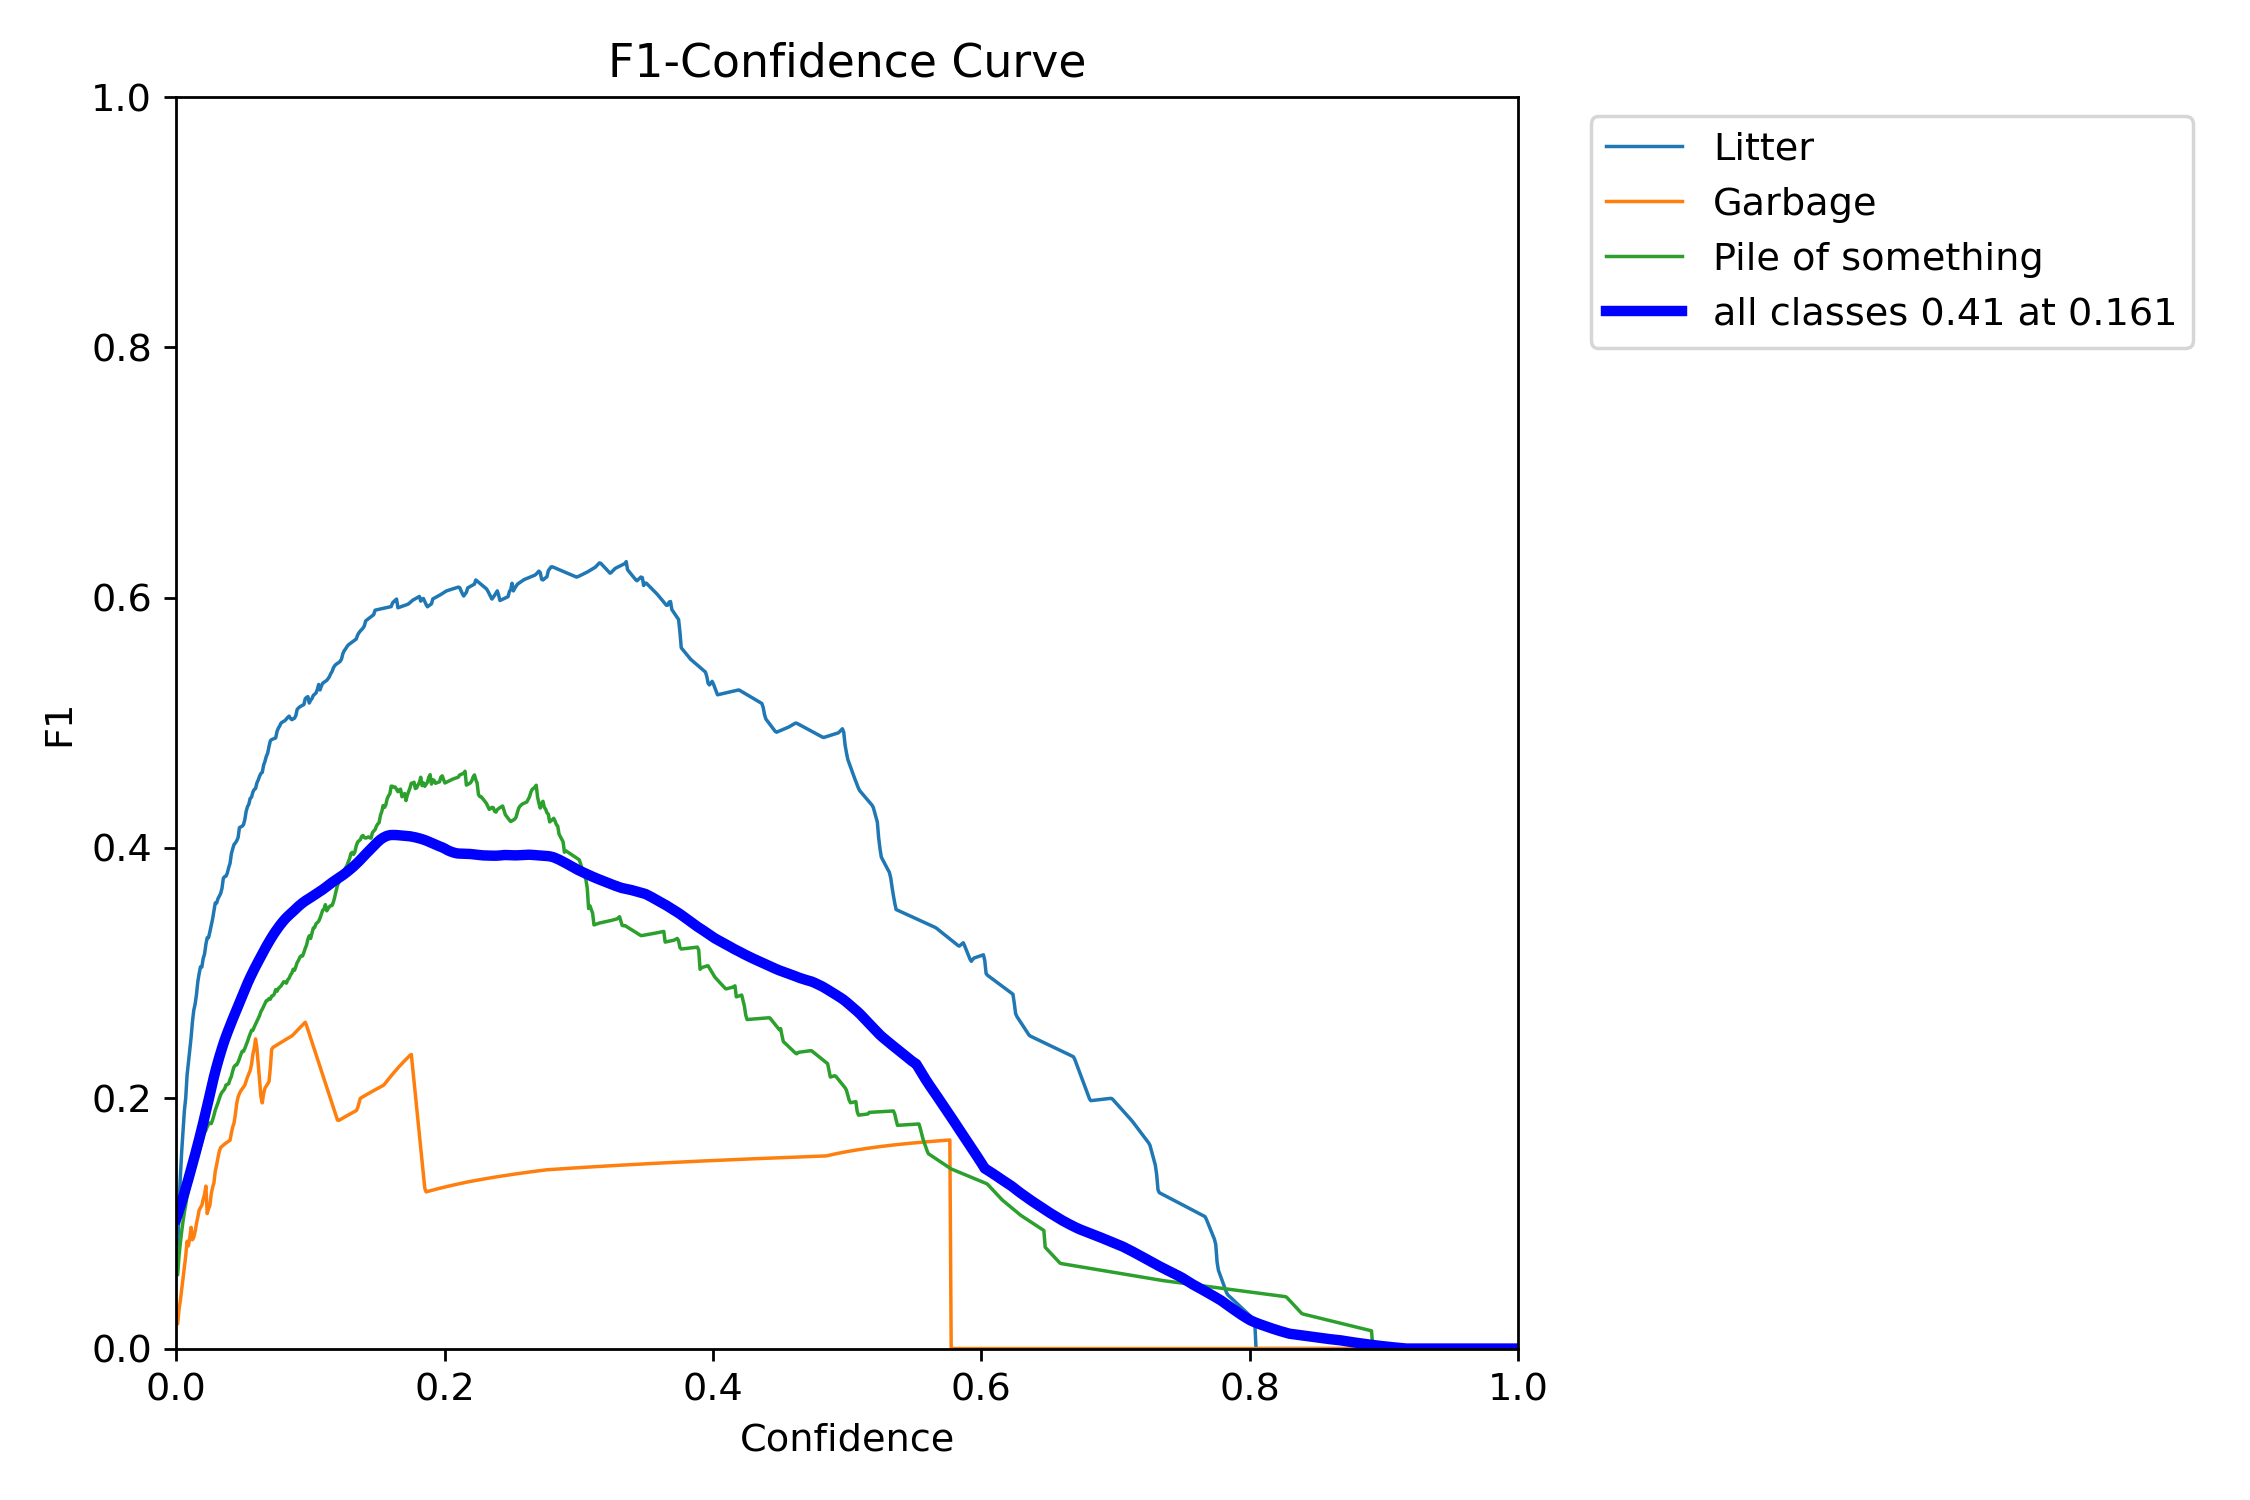 F1-Confidence Curve
1.0
0.8
0.6
0.4
0.2
0.0
F1
0.0 0.2 0.4 0.6 0.8 1.0
Confidence
Litter
Garbage
Pile of something
all classes 0.41 at 0.161